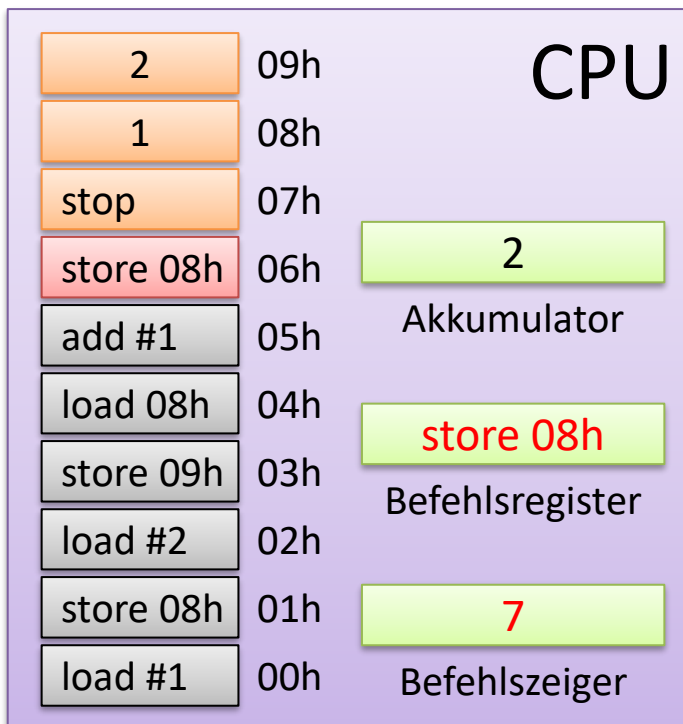 CPU
2 09h
1 08h
stop 07h
store 08h 06h
add #1 05h
load 08h 04h
store 09h 03h
load #2 02h
store 08h 01h
load #1 00h
2
Akkumulator
store 08h
Befehlsregister
7
Befehlszeiger